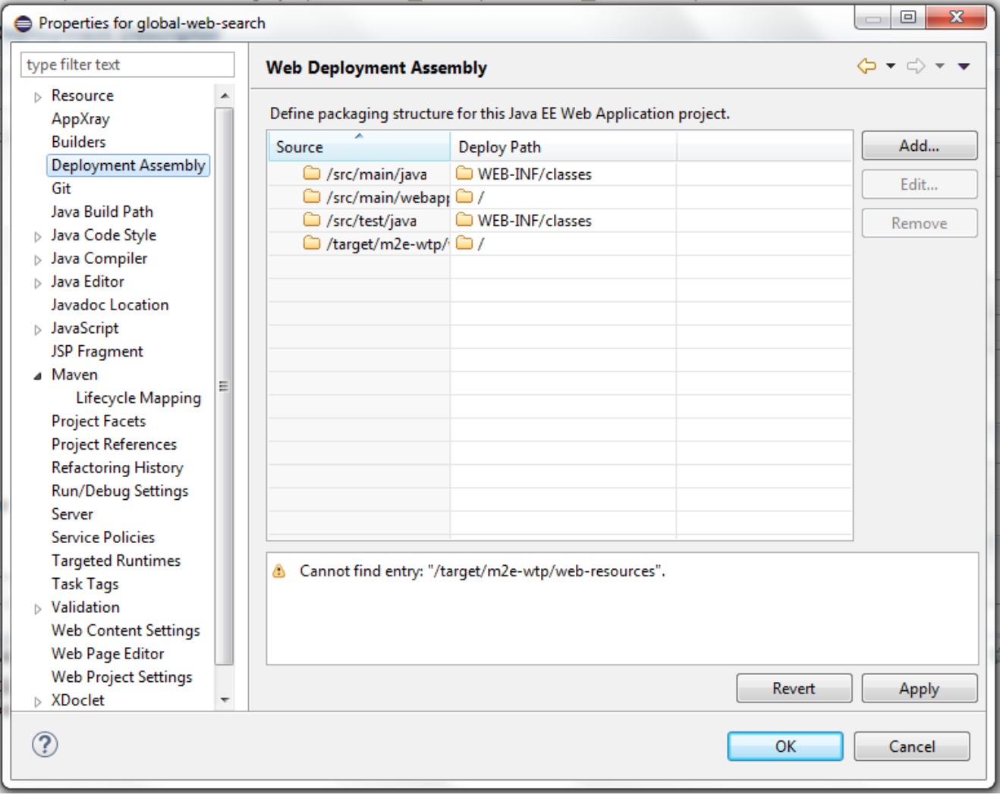 Properties for global-web-search
type filter text
Resource
AppXray
Builders
Deployment Assembly
Git
Java Build Path
Java Code Style
Java Compiler
Java Editor
Javadoc Location
JavaScript
JSP Fragment
Maven
Lifecycle Mapping
Project Facets
Project References
Refactoring History
Run/Debug Settings
Server
Service Policies
Targeted Runtimes
Task Tags
Validation
Web Content Settings
Web Page Editor
Web Project Settings
XDoclet
Web Deployment Assembly
Define packaging structure for this Java EE Web Application project.
Source Deploy Path
/src/main/java WEB-INF/classes
/src/main/webapp /
/src/test/java WEB-INF/classes
/target/m2e-wtp/ /
Add...
Edit...
Remove
Cannot find entry: "/target/m2e-wtp/web-resources".
Revert Apply
OK Cancel